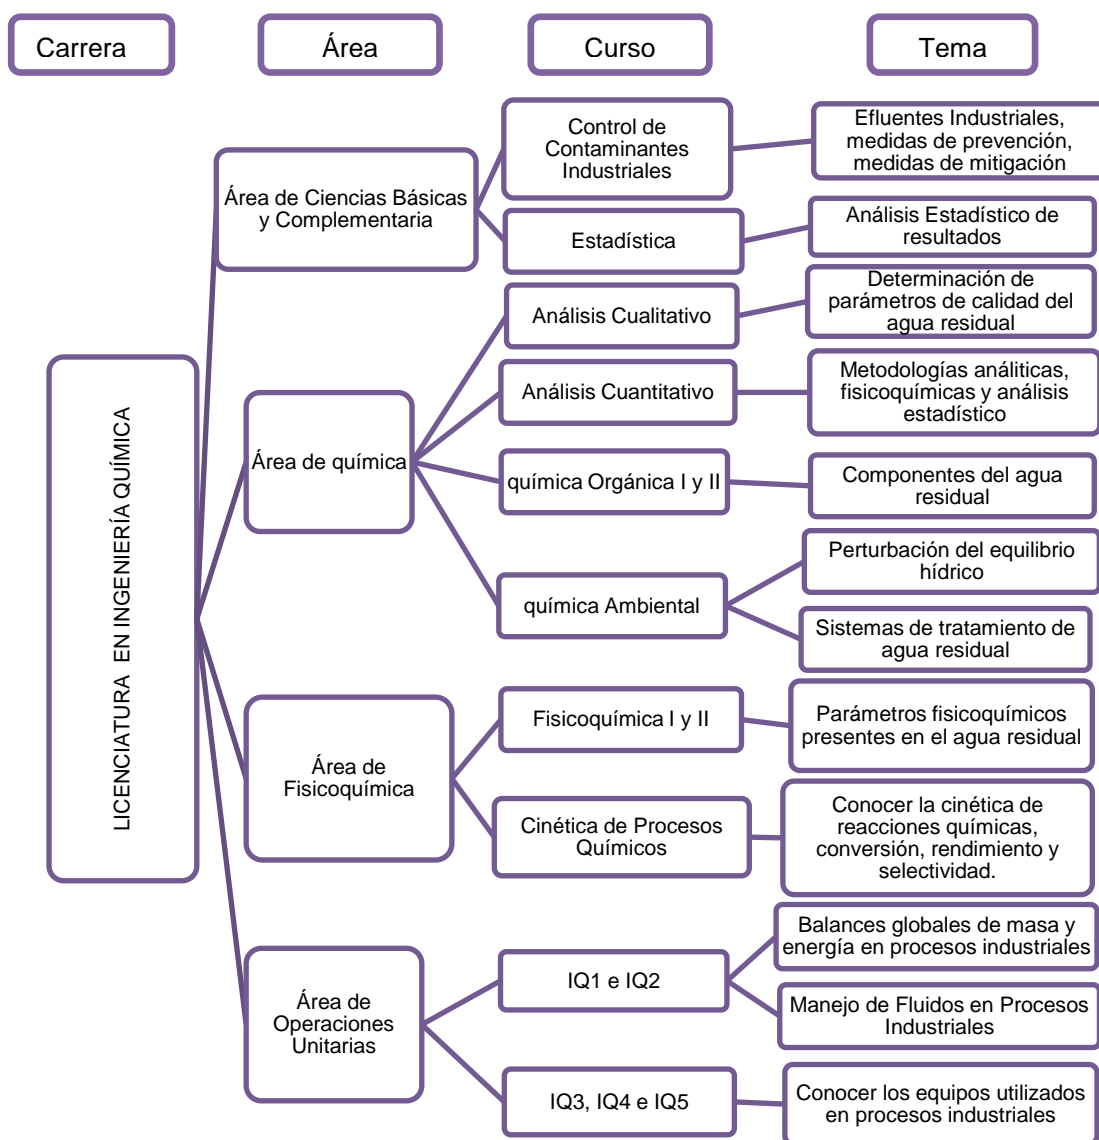 Carrera
Área
Curso
Tema
LICENCIATURA EN INGENIERÍA QUÍMICA
Área de Ciencias Básicas
y Complementaria
Control de
Contaminantes
Industriales
Efluentes Industriales,
medidas de prevención,
medidas de mitigación
Estadística
Análisis Estadístico de
resultados
Área de química
Análisis Cualitativo
Determinación de
parámetros de calidad del
agua residual
Análisis Cuantitativo
Metodologías análiticas,
fisicoquímicas y análisis
estadístico
química Orgánica I y II
Componentes del agua
residual
química Ambiental
Perturbación del equilibrio
hídrico
Sistemas de tratamiento de
agua residual
Área de
Fisicoquímica
Fisicoquímica I y II
Parámetros fisicoquímicos
presentes en el agua residual
Cinética de Procesos
Químicos
Conocer la cinética de
reacciones químicas,
conversión, rendimiento y
selectividad.
Área de
Operaciones
Unitarias
IQ1 e IQ2
Balances globales de masa y
energía en procesos industriales
Manejo de Fluidos en Procesos
Industriales
IQ3, IQ4 e IQ5
Conocer los equipos utilizados
en procesos industriales